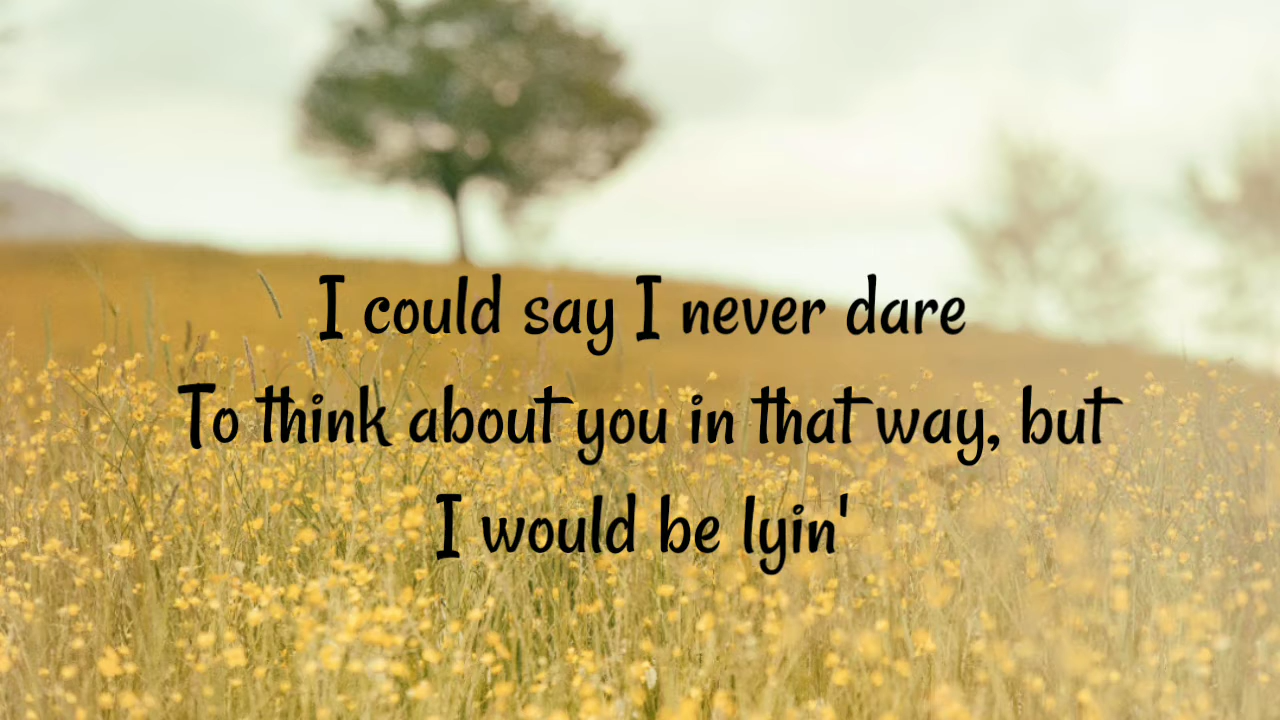 I could say I never dare
To think about you in that way, but
I would be lyin'